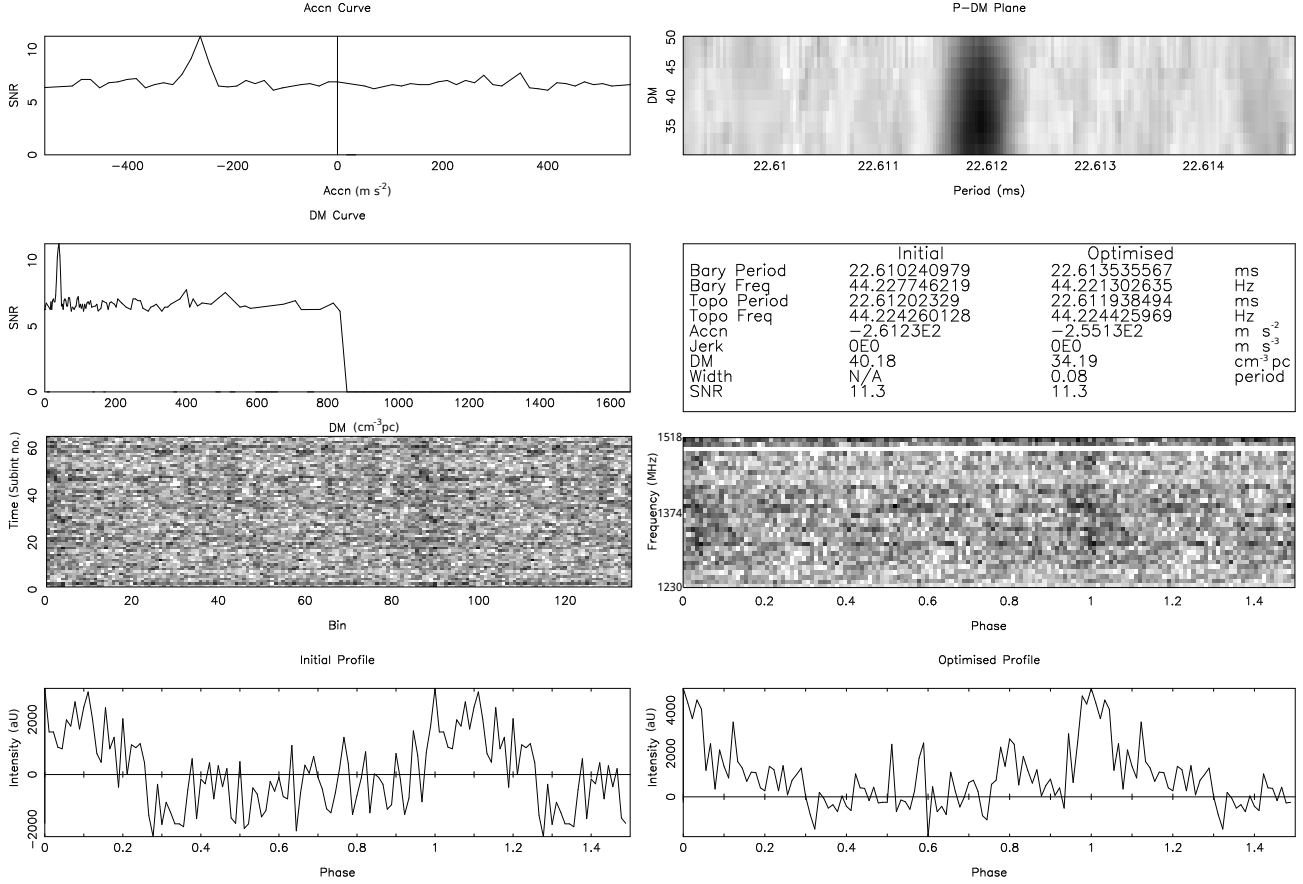 Accn Curve
SNR
10
5
0
−400 −200 0 200 400
Accn (m s⁻²)
P−DM Plane
DM
50
45
40
35
22.61 22.611 22.612 22.613 22.614
Period (ms)
DM Curve
SNR
10
5
0
0 200 400 600 800 1000 1200 1400 1600
DM (cm⁻³pc)
Initial Optimised
Bary Period 22.610240979 22.613535567 ms
Bary Freq 44.227746219 44.221302635 Hz
Topo Period 22.61202329 22.611938494 ms
Topo Freq 44.224260128 44.224425969 Hz
Accn −2.6123E2 −2.5513E2 m s⁻²
Jerk 0E0 0E0 m s⁻³
DM 40.18 34.19 cm⁻³pc
Width N/A 0.08 period
SNR 11.3 11.3
Time (Subint no.)
60
40
20
0
0 20 40 60 80 100 120
Bin
Frequency (MHz)
1518
1374
1230
0 0.2 0.4 0.6 0.8 1 1.2 1.4
Phase
Initial Profile
Intensity (aU)
2000
0
−2000
0 0.2 0.4 0.6 0.8 1 1.2 1.4
Phase
Optimised Profile
Intensity (aU)
4000
2000
0
0 0.2 0.4 0.6 0.8 1 1.2 1.4
Phase